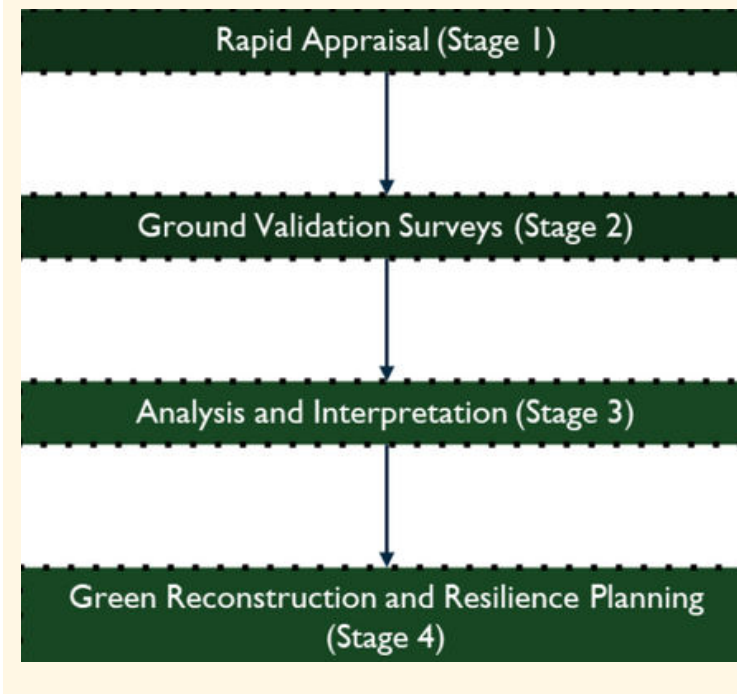 Rapid Appraisal (Stage 1)
Ground Validation Surveys (Stage 2)
Analysis and Interpretation (Stage 3)
Green Reconstruction and Resilience Planning
(Stage 4)